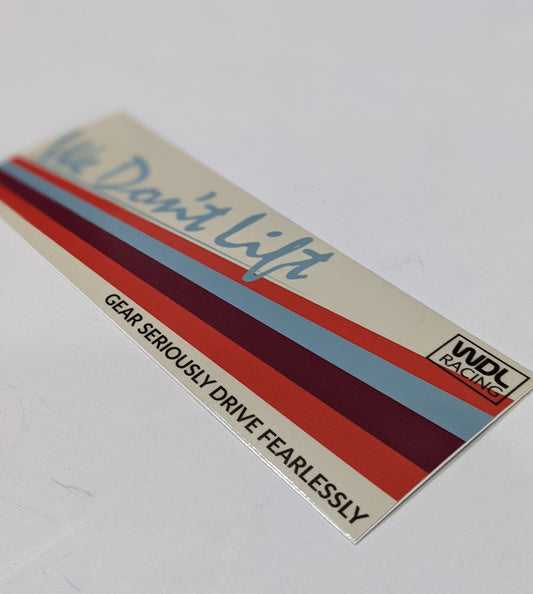 We Don't Lift
WDL
RACING
GEAR SERIOUSLY DRIVE FEARLESSLY